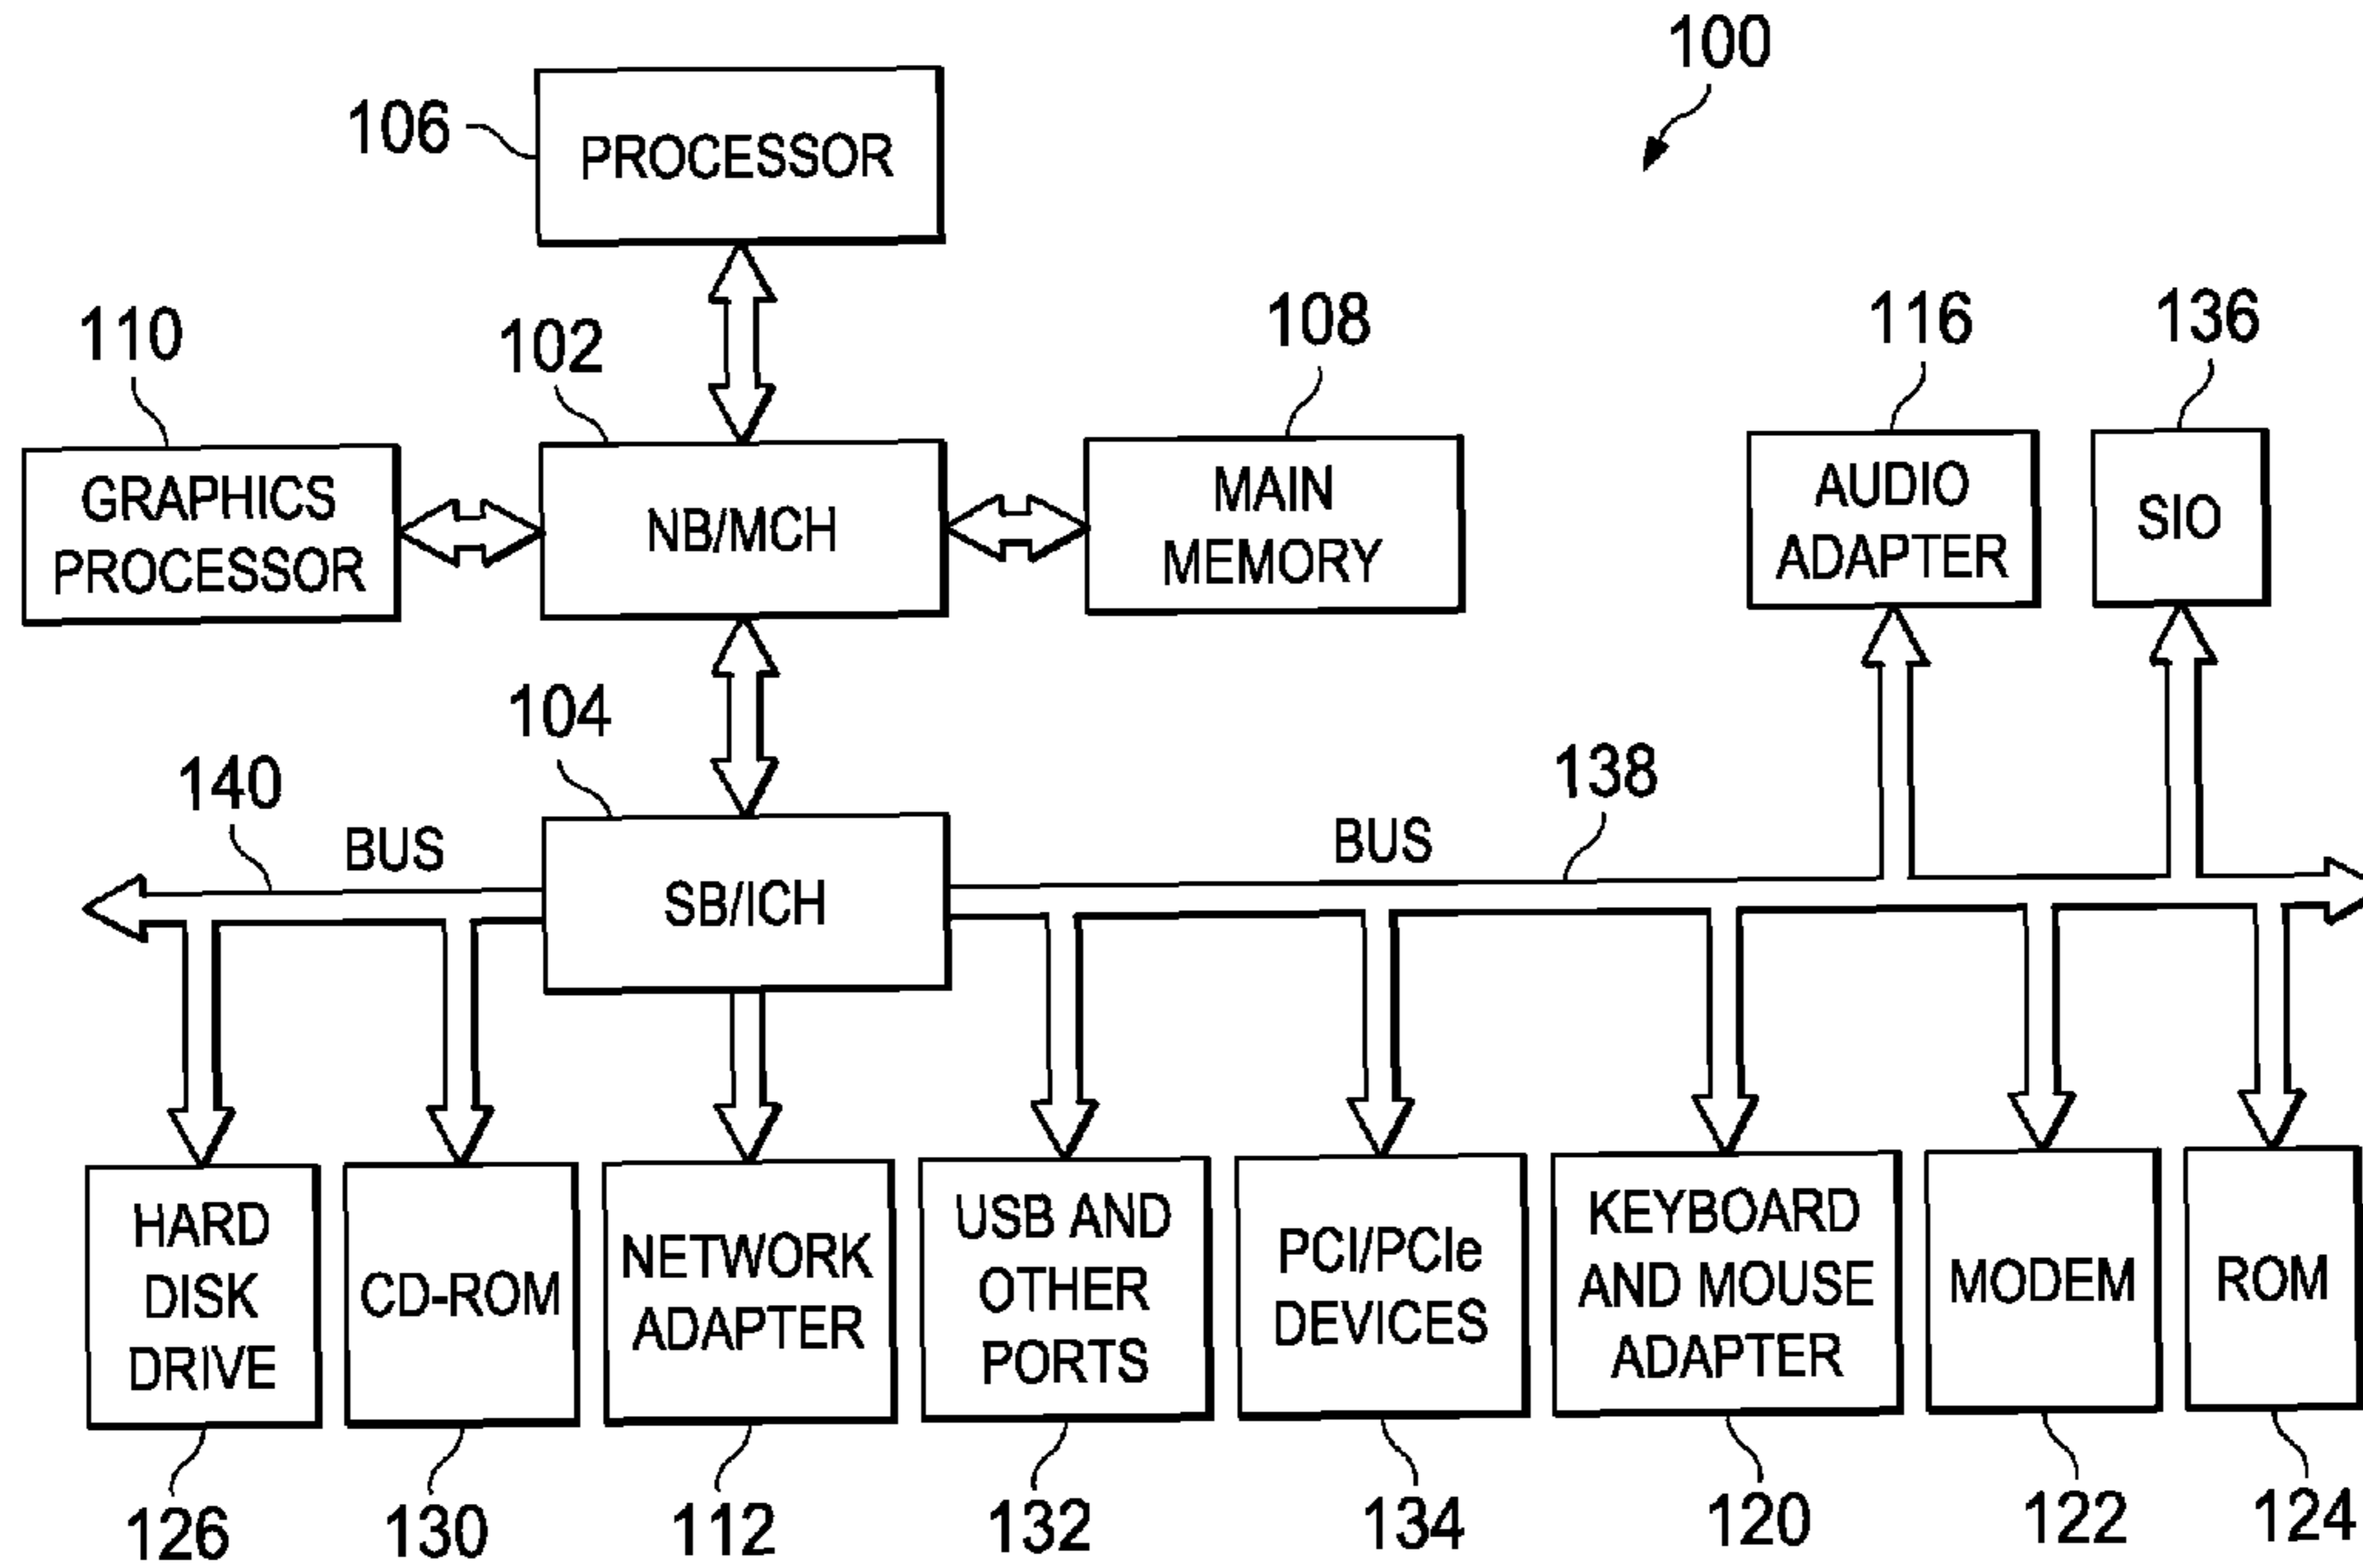 100
106
PROCESSOR
110
102
108
116
136
GRAPHICS
PROCESSOR
NB/MCH
MAIN
MEMORY
AUDIO
ADAPTER
SIO
104
140
BUS
138
BUS
SB/ICH
HARD
DISK
DRIVE
CD-ROM
NETWORK
ADAPTER
USB AND
OTHER
PORTS
PCI/PCIe
DEVICES
KEYBOARD
AND MOUSE
ADAPTER
MODEM
ROM
126
130
112
132
134
120
122
124